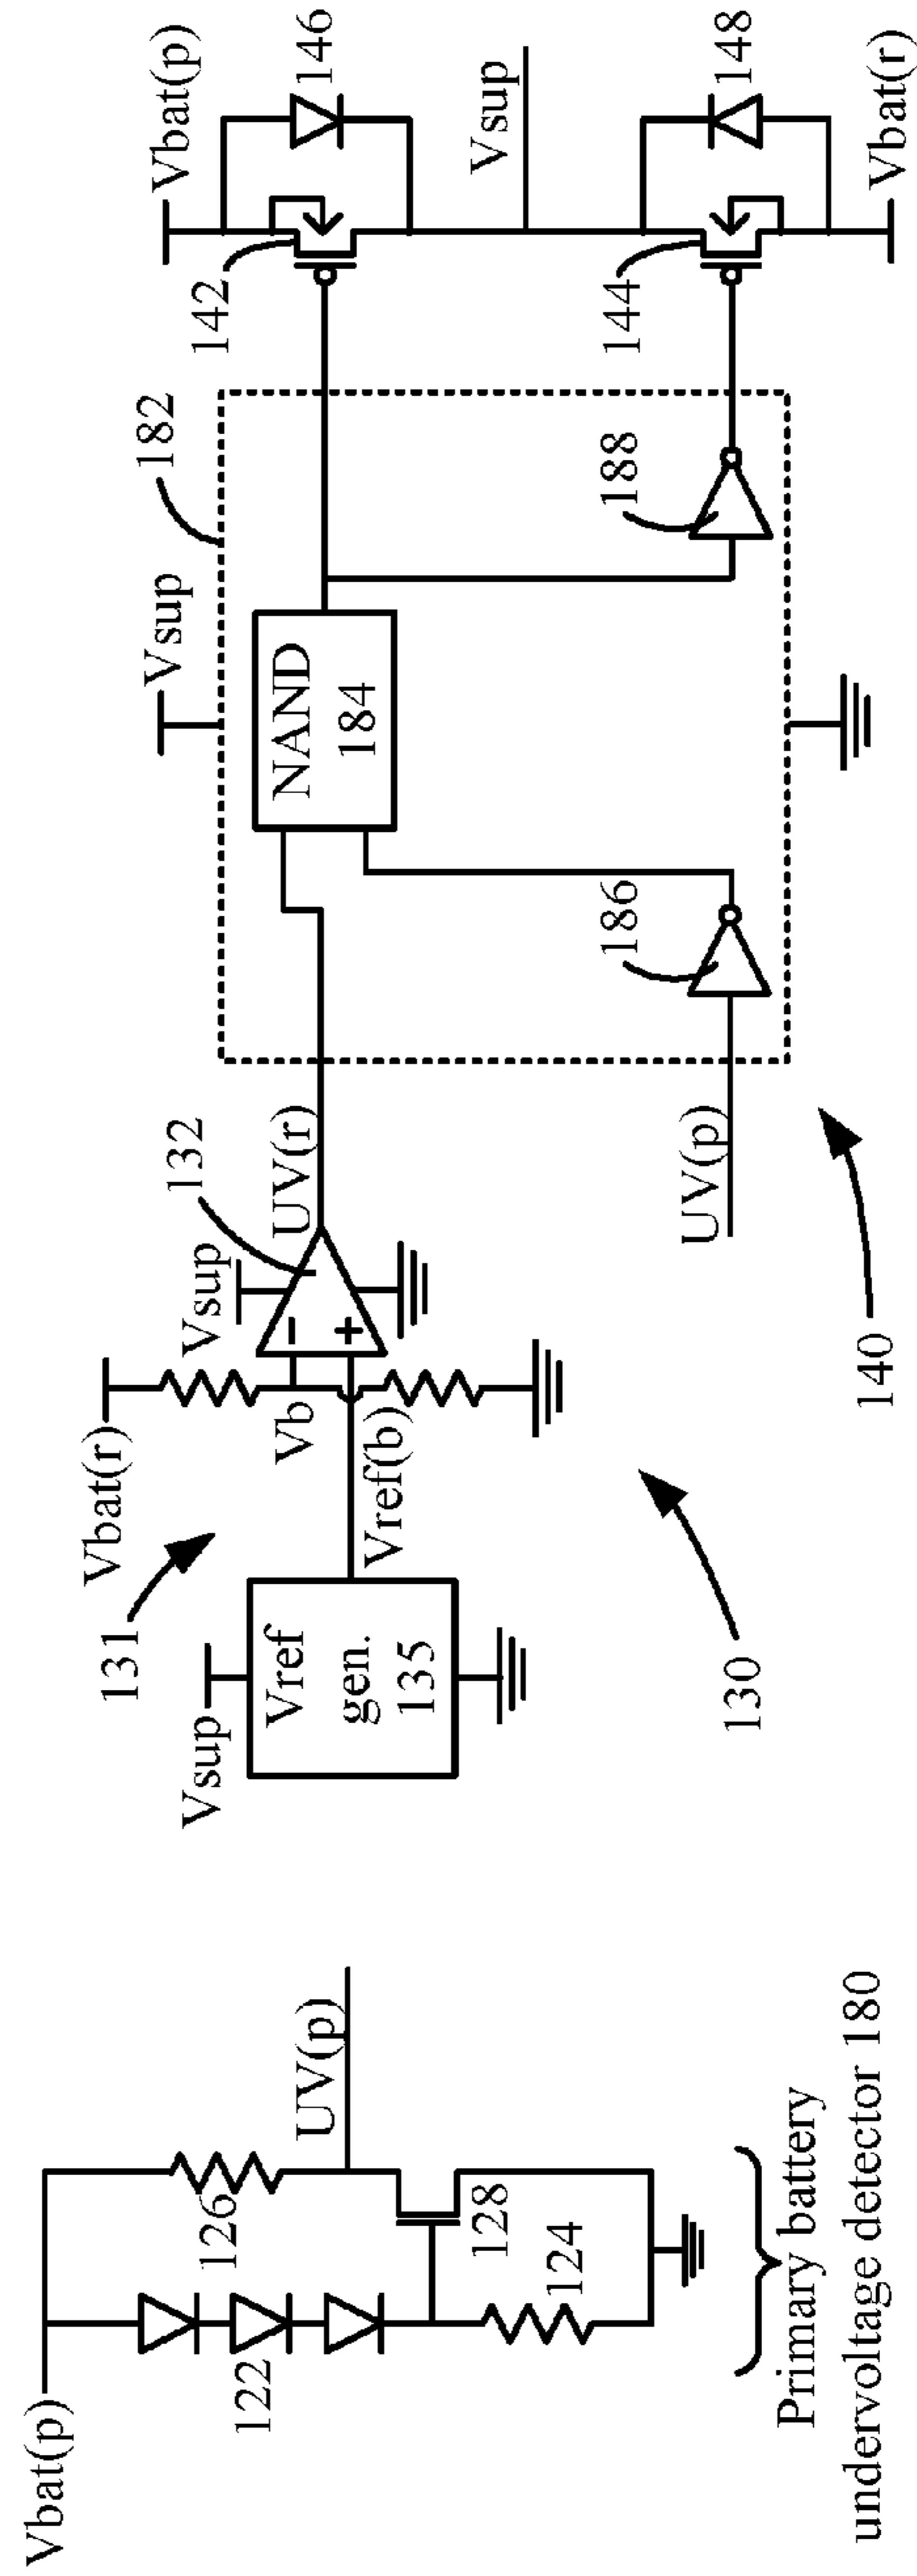 Vbat(p)
122
126
UV(p)
128
124
Primary battery
undervoltage detector 180
131
Vbat(r)
Vsup
Vref
gen.
135
Vb
Vref(b)
Vsup
132
−
+
UV(r)
130
182
Vsup
NAND
184
186
188
UV(p)
140
Vbat(p)
142
146
Vsup
144
148
Vbat(r)